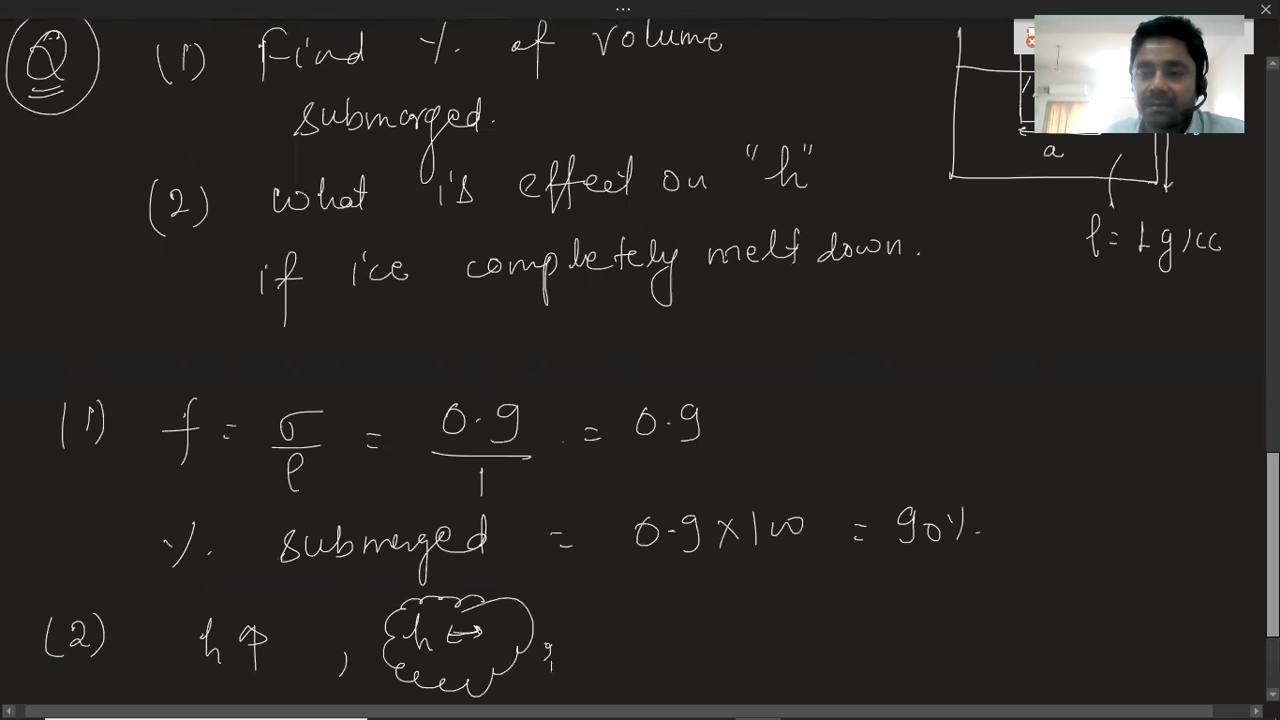 Q (1) Find % of volume
submerged.
(2) What is effect on "h"
if ice completely melt down.
a
ρ = 1 g/cc
(1) f = σ/ρ = 0.9/1 = 0.9
% submerged = 0.9 × 100 = 90%.
(2) h↑ , h ↔ ,